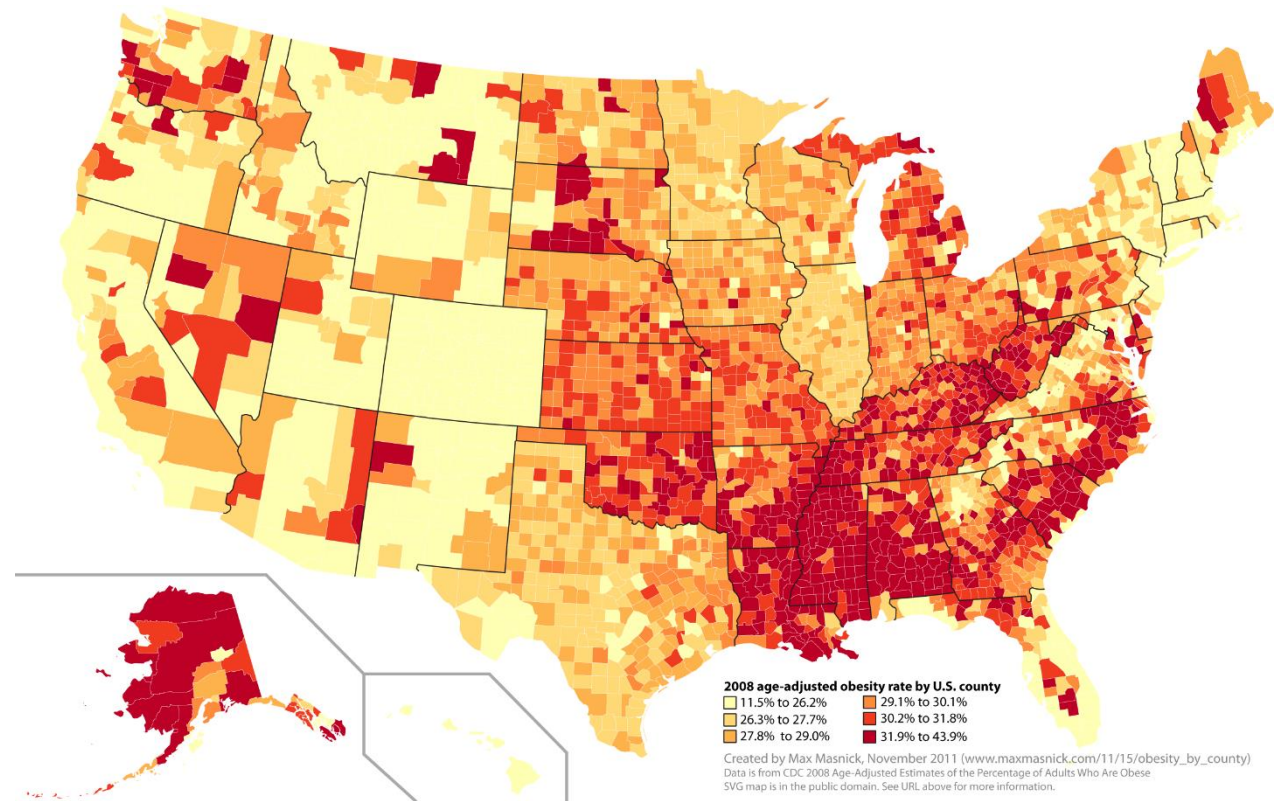 2008 age-adjusted obesity rate by U.S. county
11.5% to 26.2%
26.3% to 27.7%
27.8% to 29.0%
29.1% to 30.1%
30.2% to 31.8%
31.9% to 43.9%
Created by Max Masnick, November 2011 (www.maxmasnick.com/11/15/obesity_by_county)
Data is from CDC 2008 Age-Adjusted Estimates of the Percentage of Adults Who Are Obese
SVG map is in the public domain. See URL above for more information.